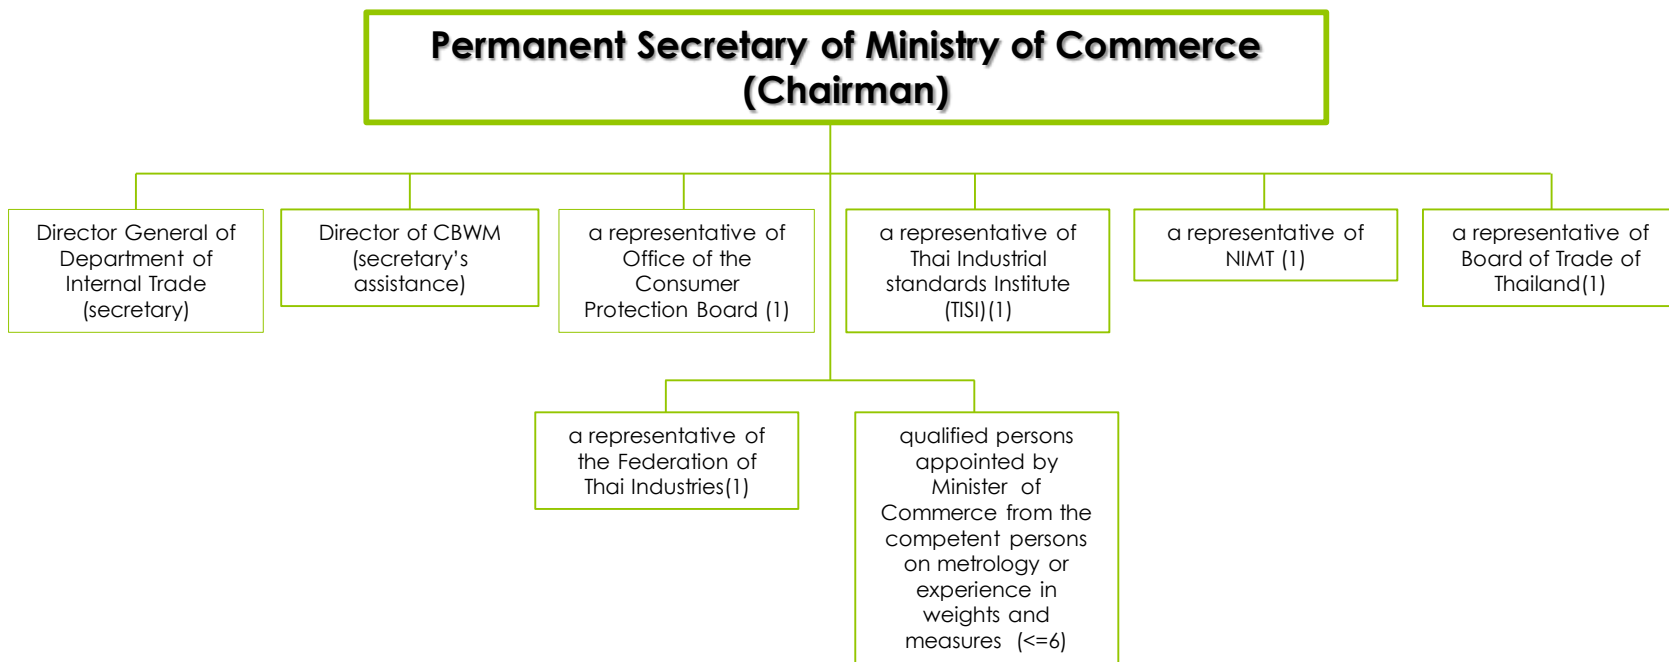 Permanent Secretary of Ministry of Commerce
(Chairman)
Director General of
Department of
Internal Trade
(secretary)
Director of CBWM
(secretary's
assistance)
a representative of
Office of the
Consumer
Protection Board (1)
a representative of
Thai Industrial
standards Institute
(TISI)(1)
a representative of
NIMT (1)
a representative of
Board of Trade of
Thailand(1)
a representative of
the Federation of
Thai Industries(1)
qualified persons
appointed by
Minister of
Commerce from the
competent persons
on metrology or
experience in
weights and
measures (<=6)